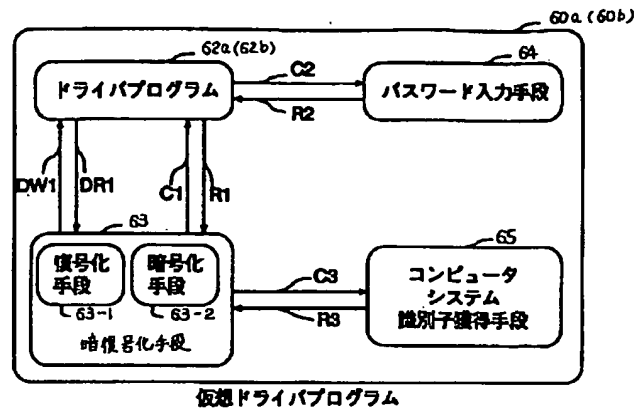 60a(60b)
62a(62b)
ドライバプログラム
C2
R2
64
パスワード入力手段
DW1
DR1
C1
R1
63
復号化
手段
63-1
暗号化
手段
63-2
暗復号化手段
C3
R3
65
コンピュータ
システム
識別子獲得手段
仮想ドライバプログラム